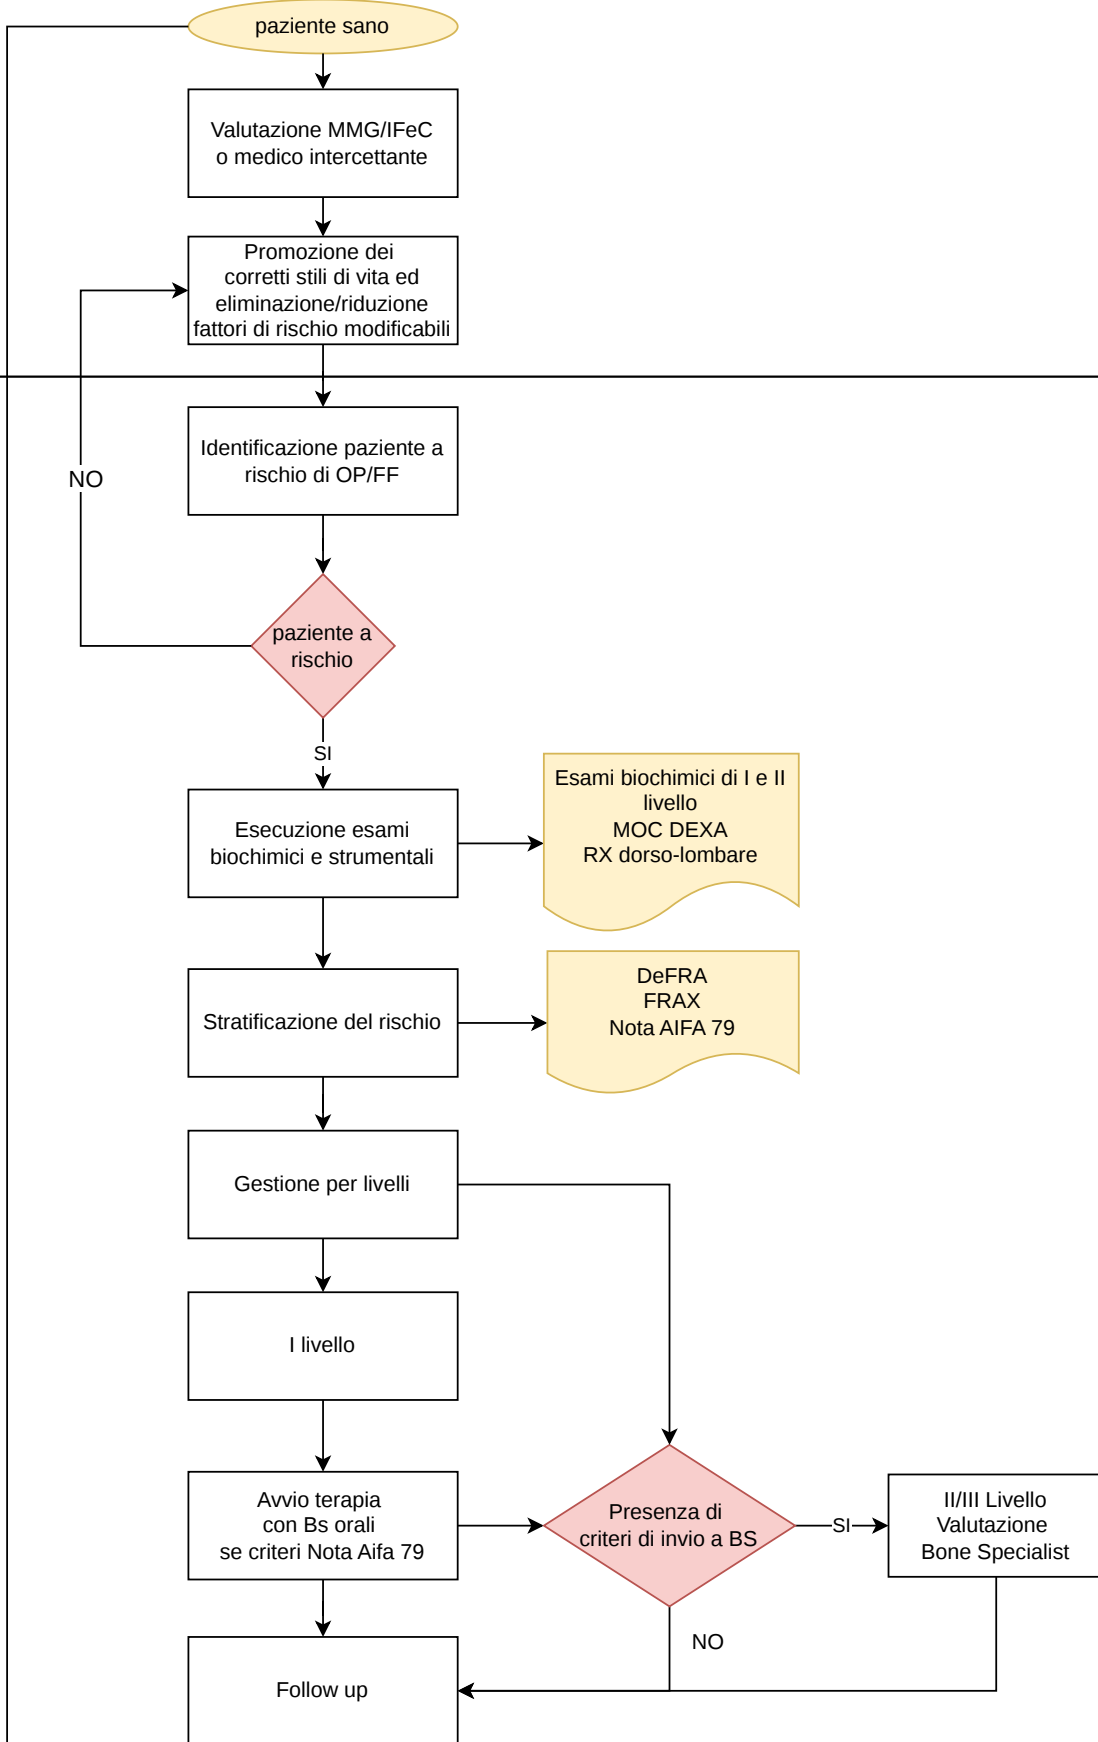 paziente sano
Valutazione MMG/IFeC
o medico intercettante
Promozione dei
corretti stili di vita ed
eliminazione/riduzione
fattori di rischio modificabili
Identificazione paziente a
rischio di OP/FF
NO
paziente a
rischio
SI
Esecuzione esami
biochimici e strumentali
Esami biochimici di I e II
livello
MOC DEXA
RX dorso-lombare
Stratificazione del rischio
DeFRA
FRAX
Nota AIFA 79
Gestione per livelli
I livello
Avvio terapia
con Bs orali
se criteri Nota Aifa 79
Presenza di
criteri di invio a BS
SI
II/III Livello
Valutazione
Bone Specialist
NO
Follow up